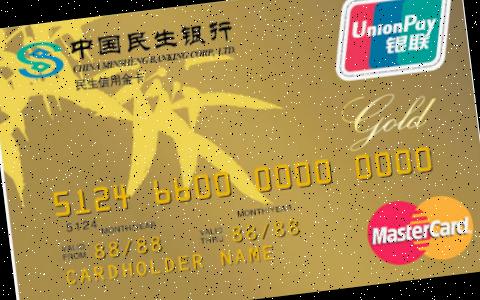 中国民生银行
CHINA MINSHENG BANKING CORP., LTD.
民生信用金卡
UnionPay
银联
Gold
5124 6600 0000 0000
5124
MONTH/YEAR MONTH/YEAR
VALID FROM 88/88 VALID THRU 88/88
CARDHOLDER NAME
MasterCard